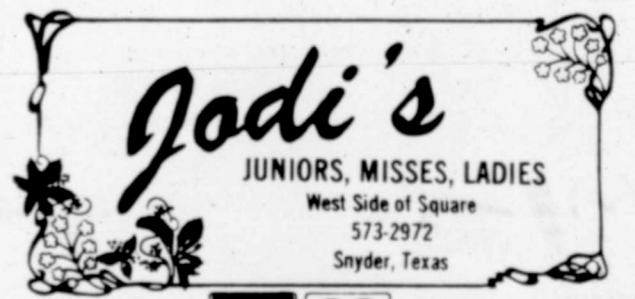 Jodi's
JUNIORS, MISSES, LADIES
West Side of Square
573-2972
Snyder, Texas